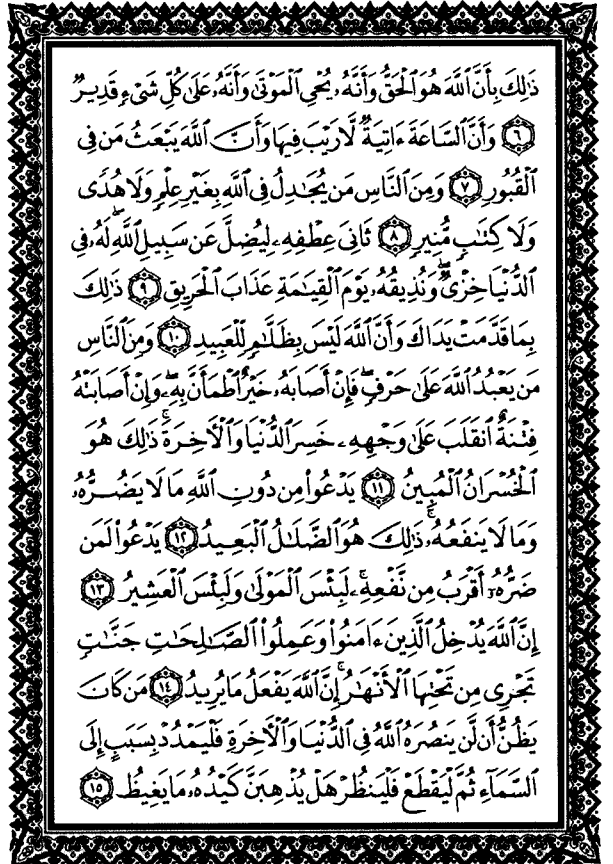 ذَٰلِكَ بِأَنَّ ٱللَّهَ هُوَ ٱلْحَقُّ وَأَنَّهُۥ يُحْىِ ٱلْمَوْتَىٰ وَأَنَّهُۥ عَلَىٰ كُلِّ شَىْءٍ قَدِيرٌ
٦ وَأَنَّ ٱلسَّاعَةَ ءَاتِيَةٌ لَّا رَيْبَ فِيهَا وَأَنَّ ٱللَّهَ يَبْعَثُ مَن فِى
ٱلْقُبُورِ ٧ وَمِنَ ٱلنَّاسِ مَن يُجَٰدِلُ فِى ٱللَّهِ بِغَيْرِ عِلْمٍ وَلَا هُدًى
وَلَا كِتَٰبٍ مُّنِيرٍ ٨ ثَانِىَ عِطْفِهِۦ لِيُضِلَّ عَن سَبِيلِ ٱللَّهِ ۖ لَهُۥ فِى
ٱلدُّنْيَا خِزْىٌ ۖ وَنُذِيقُهُۥ يَوْمَ ٱلْقِيَٰمَةِ عَذَابَ ٱلْحَرِيقِ ٩ ذَٰلِكَ
بِمَا قَدَّمَتْ يَدَاكَ وَأَنَّ ٱللَّهَ لَيْسَ بِظَلَّٰمٍ لِّلْعَبِيدِ ١٠ وَمِنَ ٱلنَّاسِ
مَن يَعْبُدُ ٱللَّهَ عَلَىٰ حَرْفٍ ۖ فَإِنْ أَصَابَهُۥ خَيْرٌ ٱطْمَأَنَّ بِهِۦ ۖ وَإِنْ أَصَابَتْهُ
فِتْنَةٌ ٱنقَلَبَ عَلَىٰ وَجْهِهِۦ خَسِرَ ٱلدُّنْيَا وَٱلْأَخِرَةَ ۚ ذَٰلِكَ هُوَ
ٱلْخُسْرَانُ ٱلْمُبِينُ ١١ يَدْعُوا۟ مِن دُونِ ٱللَّهِ مَا لَا يَضُرُّهُۥ
وَمَا لَا يَنفَعُهُۥ ۚ ذَٰلِكَ هُوَ ٱلضَّلَٰلُ ٱلْبَعِيدُ ١٢ يَدْعُوا۟ لَمَن
ضَرُّهُۥٓ أَقْرَبُ مِن نَّفْعِهِۦ ۚ لَبِئْسَ ٱلْمَوْلَىٰ وَلَبِئْسَ ٱلْعَشِيرُ ١٣
إِنَّ ٱللَّهَ يُدْخِلُ ٱلَّذِينَ ءَامَنُوا۟ وَعَمِلُوا۟ ٱلصَّٰلِحَٰتِ جَنَّٰتٍ
تَجْرِى مِن تَحْتِهَا ٱلْأَنْهَٰرُ ۚ إِنَّ ٱللَّهَ يَفْعَلُ مَا يُرِيدُ ١٤ مَن كَانَ
يَظُنُّ أَن لَّن يَنصُرَهُ ٱللَّهُ فِى ٱلدُّنْيَا وَٱلْأَخِرَةِ فَلْيَمْدُدْ بِسَبَبٍ إِلَى
ٱلسَّمَآءِ ثُمَّ لْيَقْطَعْ فَلْيَنظُرْ هَلْ يُذْهِبَنَّ كَيْدُهُۥ مَا يَغِيظُ ١٥